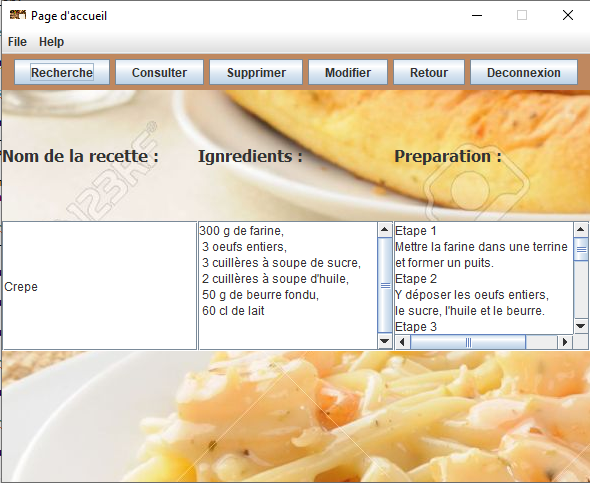 Page d'accueil
File Help
Recherche Consulter Supprimer Modifier Retour Deconnexion
123RF
Nom de la recette : Ignredients : Preparation :
Crepe
300 g de farine,
3 oeufs entiers,
3 cuillères à soupe de sucre,
2 cuillères à soupe d'huile,
50 g de beurre fondu,
60 cl de lait
Etape 1
Mettre la farine dans une terrine
et former un puits.
Etape 2
Y déposer les oeufs entiers,
le sucre, l'huile et le beurre.
Etape 3